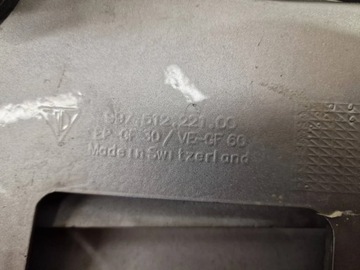 997.512.221.00
EP-GF30/VE-GF60
Made in Switzerland